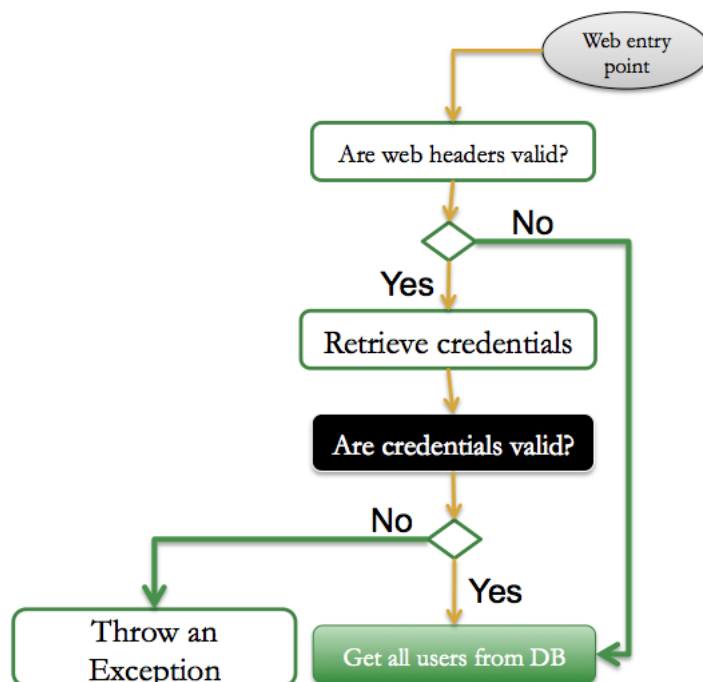 Web entry
point
Are web headers valid?
No
Yes
Retrieve credentials
Are credentials valid?
No
Yes
Throw an
Exception
Get all users from DB